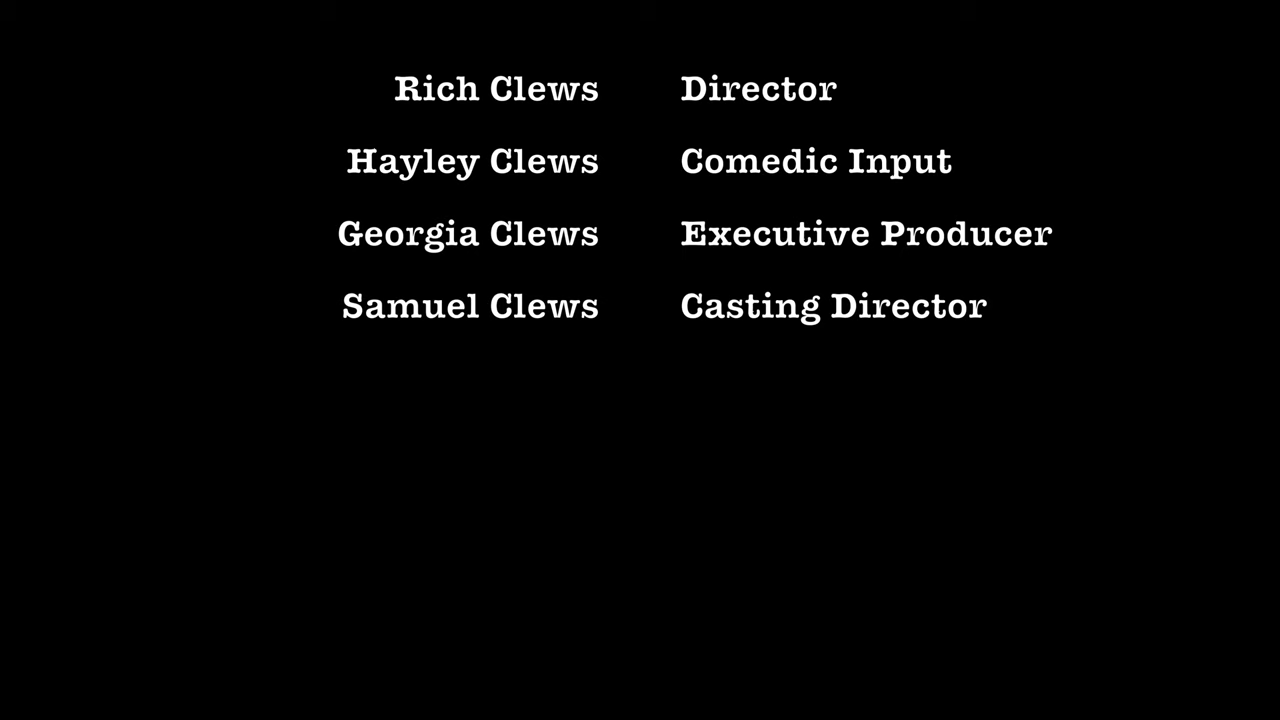 Rich Clews Director
Hayley Clews Comedic Input
Georgia Clews Executive Producer
Samuel Clews Casting Director